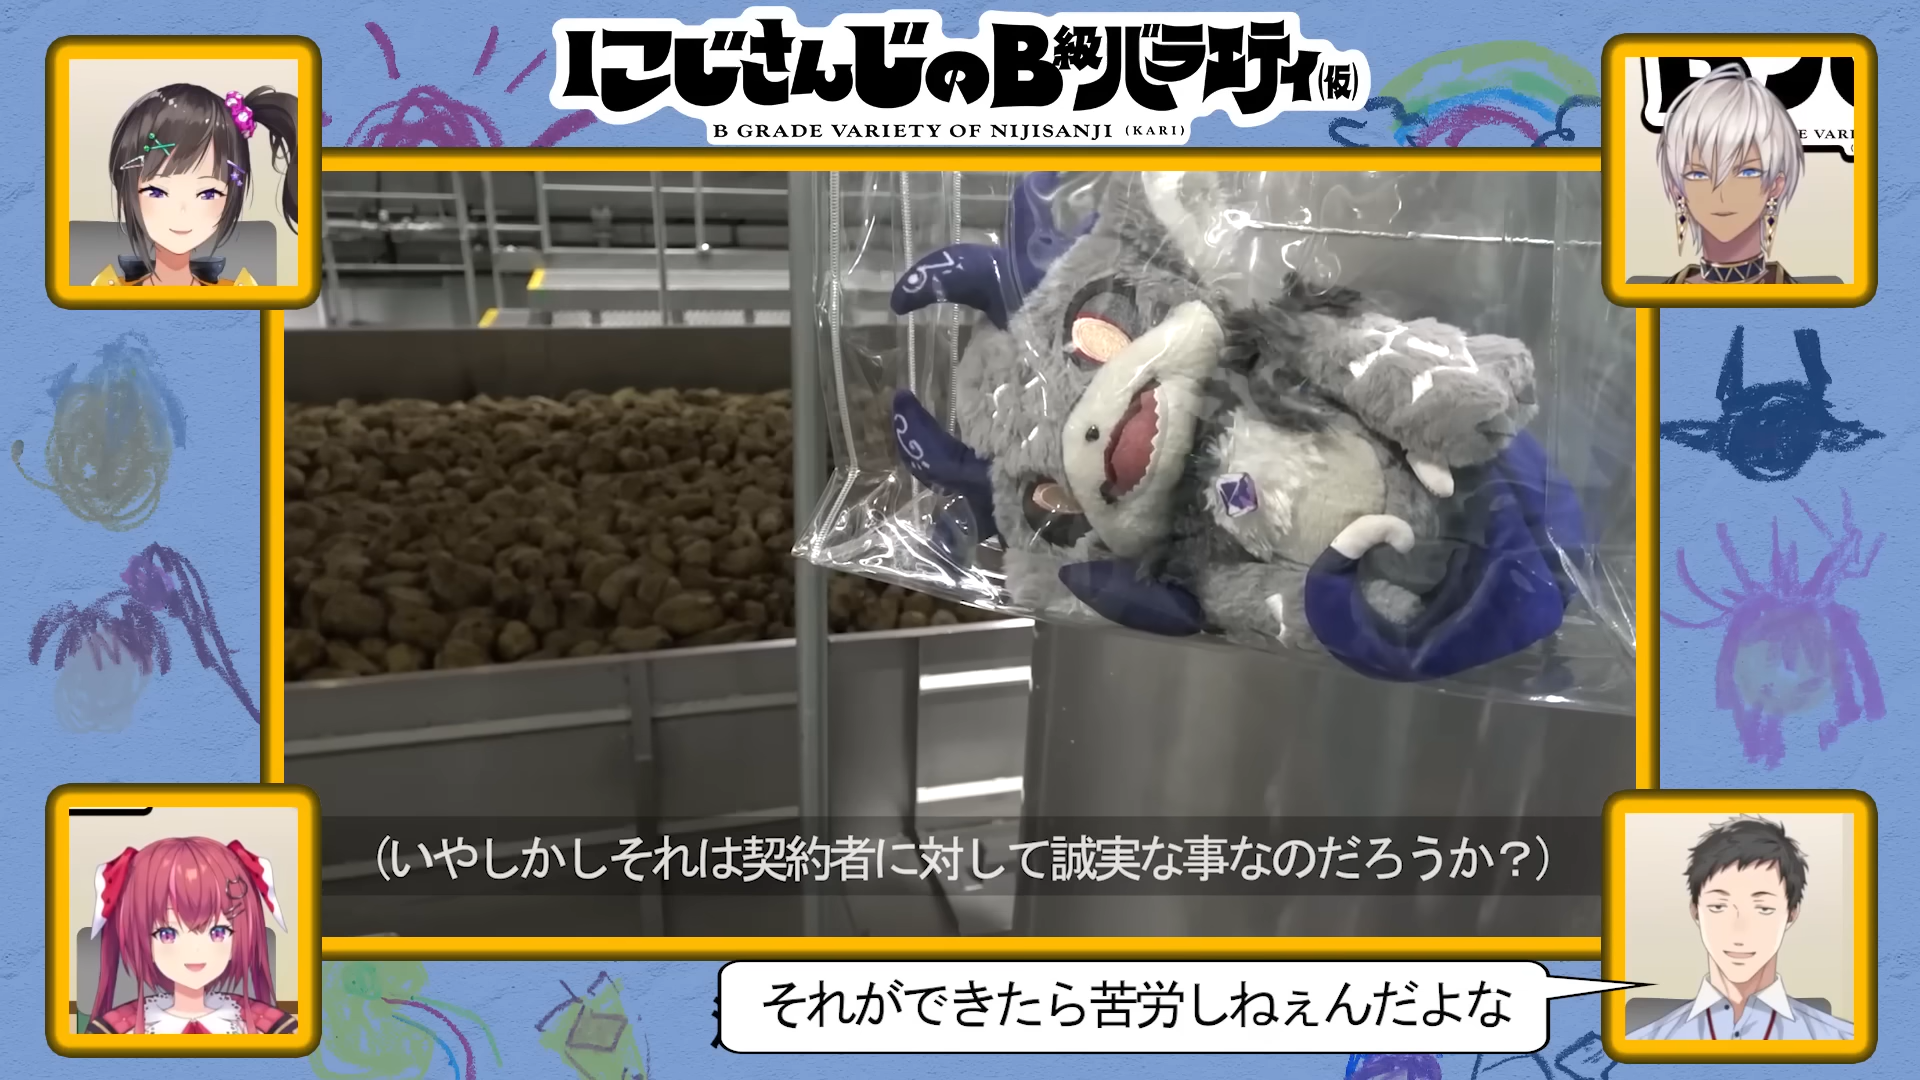 にじさんじのB級バラエティ(仮)
B GRADE VARIETY OF NIJISANJI (KARI)
E VARI
(いやしかしそれは契約者に対して誠実な事なのだろうか?)
それができたら苦労しねぇんだよな